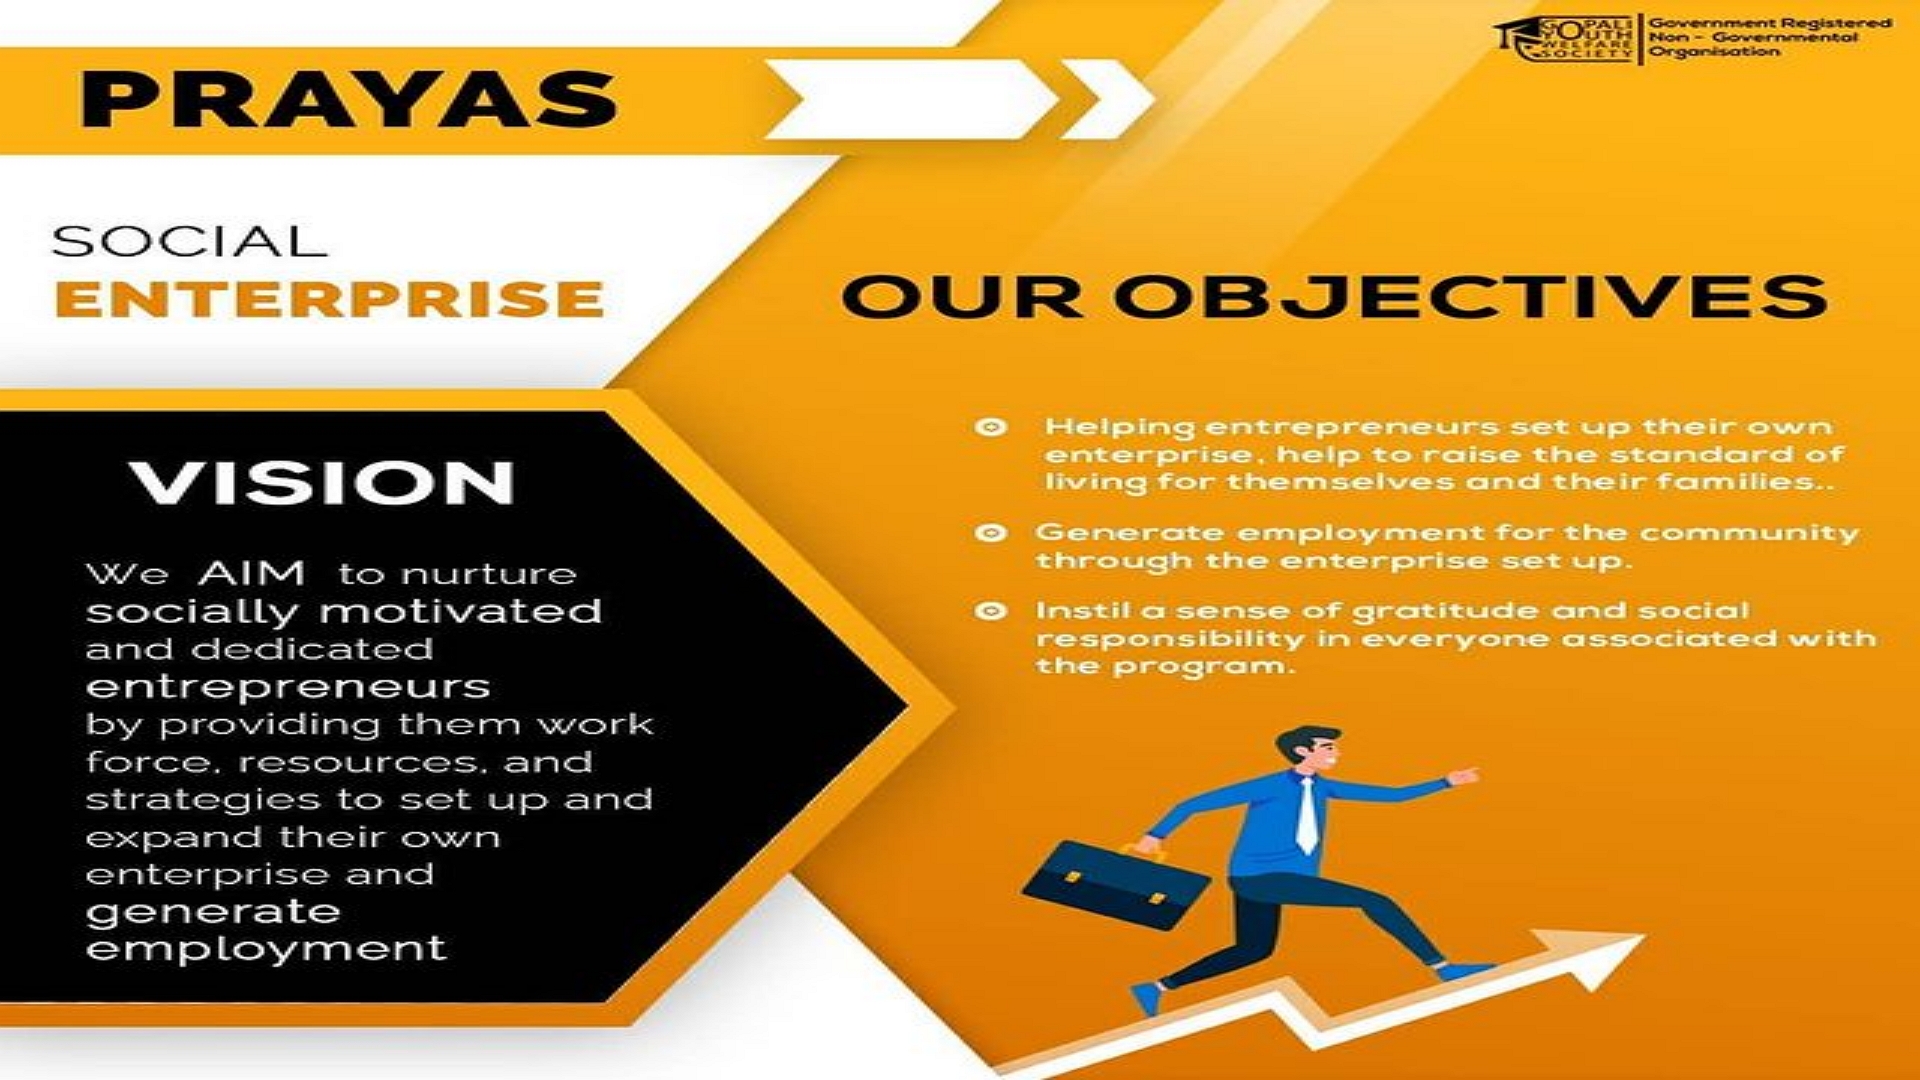 PRAYAS
SOCIAL
ENTERPRISE
VISION
We AIM to nurture
socially motivated
and dedicated
entrepreneurs
by providing them work
force, resources, and
strategies to set up and
expand their own
enterprise and
generate
employment
GOPALI
YOUTH
WELFARE
SOCIETY
Government Registered
Non - Governmental
Organisation
OUR OBJECTIVES
Helping entrepreneurs set up their own
enterprise, help to raise the standard of
living for themselves and their families..
Generate employment for the community
through the enterprise set up.
Instil a sense of gratitude and social
responsibility in everyone associated with
the program.